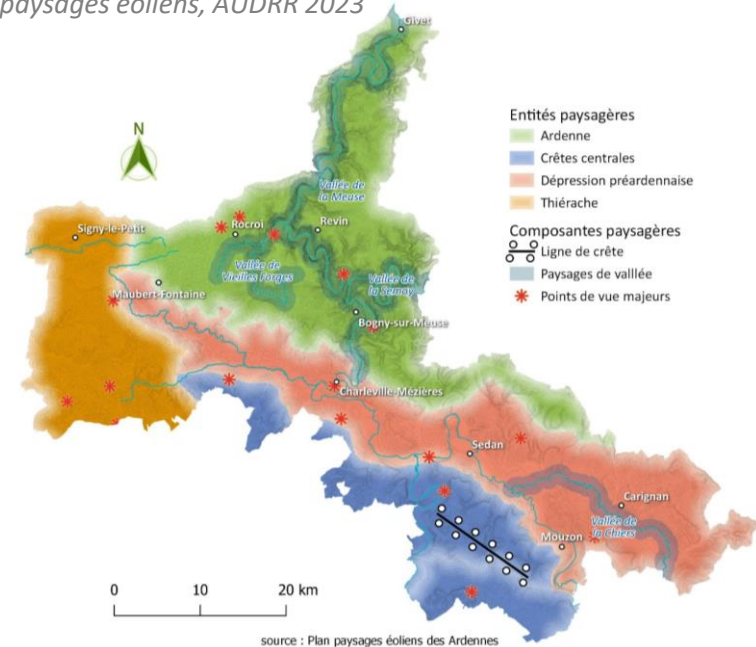 paysages éoliens, AUDRR 2023
Givet
N
Entités paysagères
Ardenne
Crêtes centrales
Dépression préardennaise
Thiérache
Composantes paysagères
Ligne de crête
Paysages de valllée
Points de vue majeurs
Vallée de
la Meuse
Signy-le-Petit
Rocroi
Revin
Vallée de
Vieilles Forges
Vallée de
la Semoy
Maubert-Fontaine
Bogny-sur-Meuse
Charleville-Mézières
Sedan
Carignan
Vallée de
la Chiers
Mouzon
0 10 20 km
source : Plan paysages éoliens des Ardennes